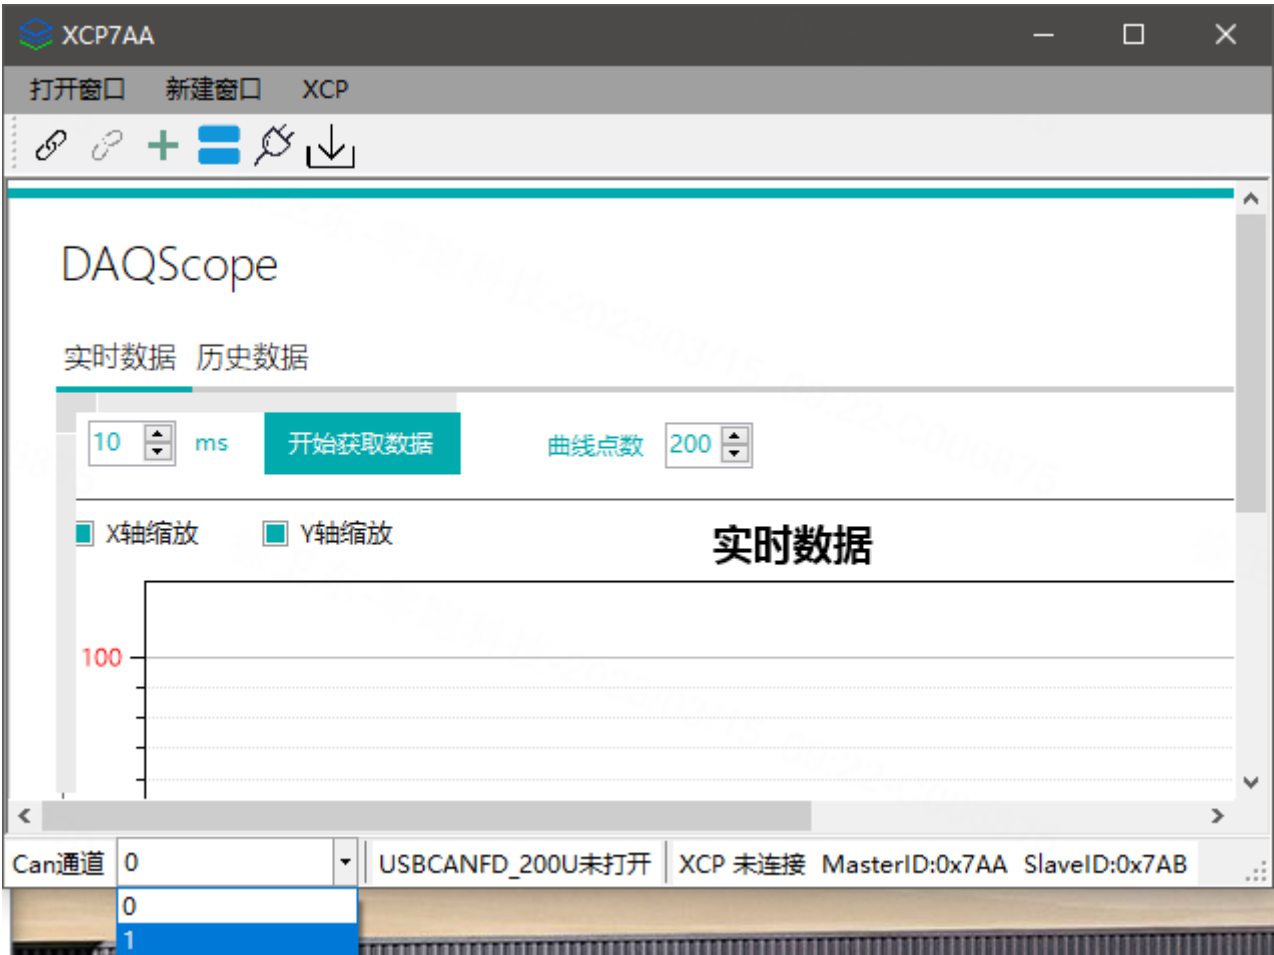 XCP7AA
打开窗口 新建窗口 XCP
DAQScope
实时数据 历史数据
10 ms 开始获取数据 曲线点数 200
X轴缩放 Y轴缩放 实时数据
100
Can通道 0 USBCANFD_200U未打开 XCP 未连接 MasterID:0x7AA SlaveID:0x7AB
0
1